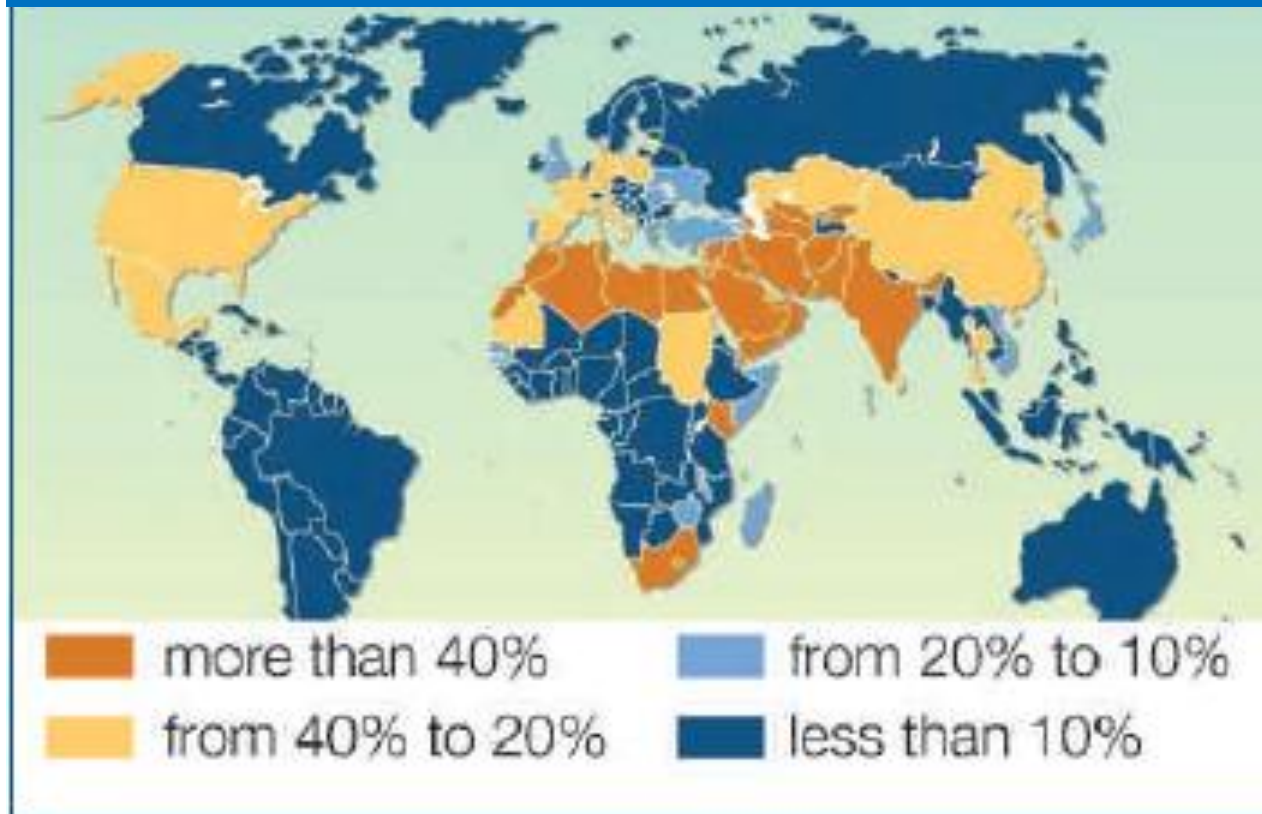 more than 40%
from 20% to 10%
from 40% to 20%
less than 10%